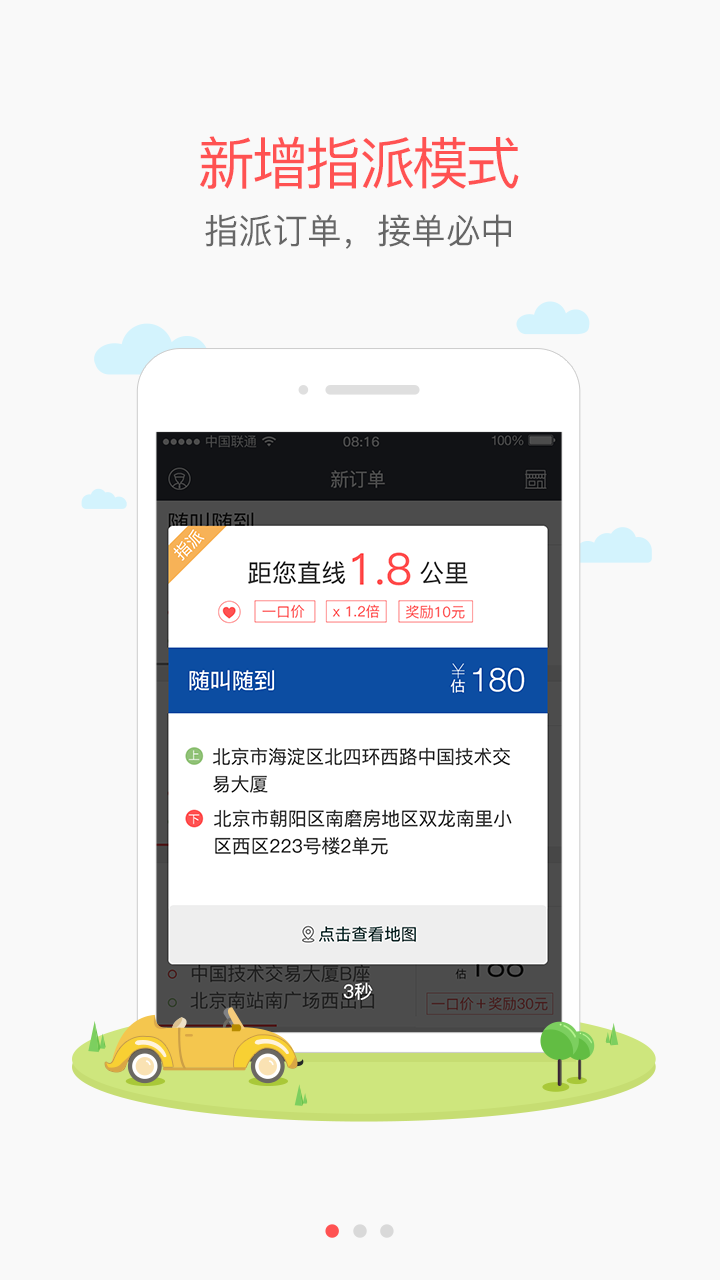 新增指派模式
指派订单，接单必中
中国联通 08:16 100%
新订单
随叫随到
指派
距您直线1.8公里
一口价 x 1.2倍 奖励10元
随叫随到 ¥估 180
上 北京市海淀区北四环西路中国技术交
易大厦
下 北京市朝阳区南磨房地区双龙南里小
区西区223号楼2单元
点击查看地图
中国技术交易大厦B座 估 188
3秒
北京南站南广场西出口 一口价+奖励30元